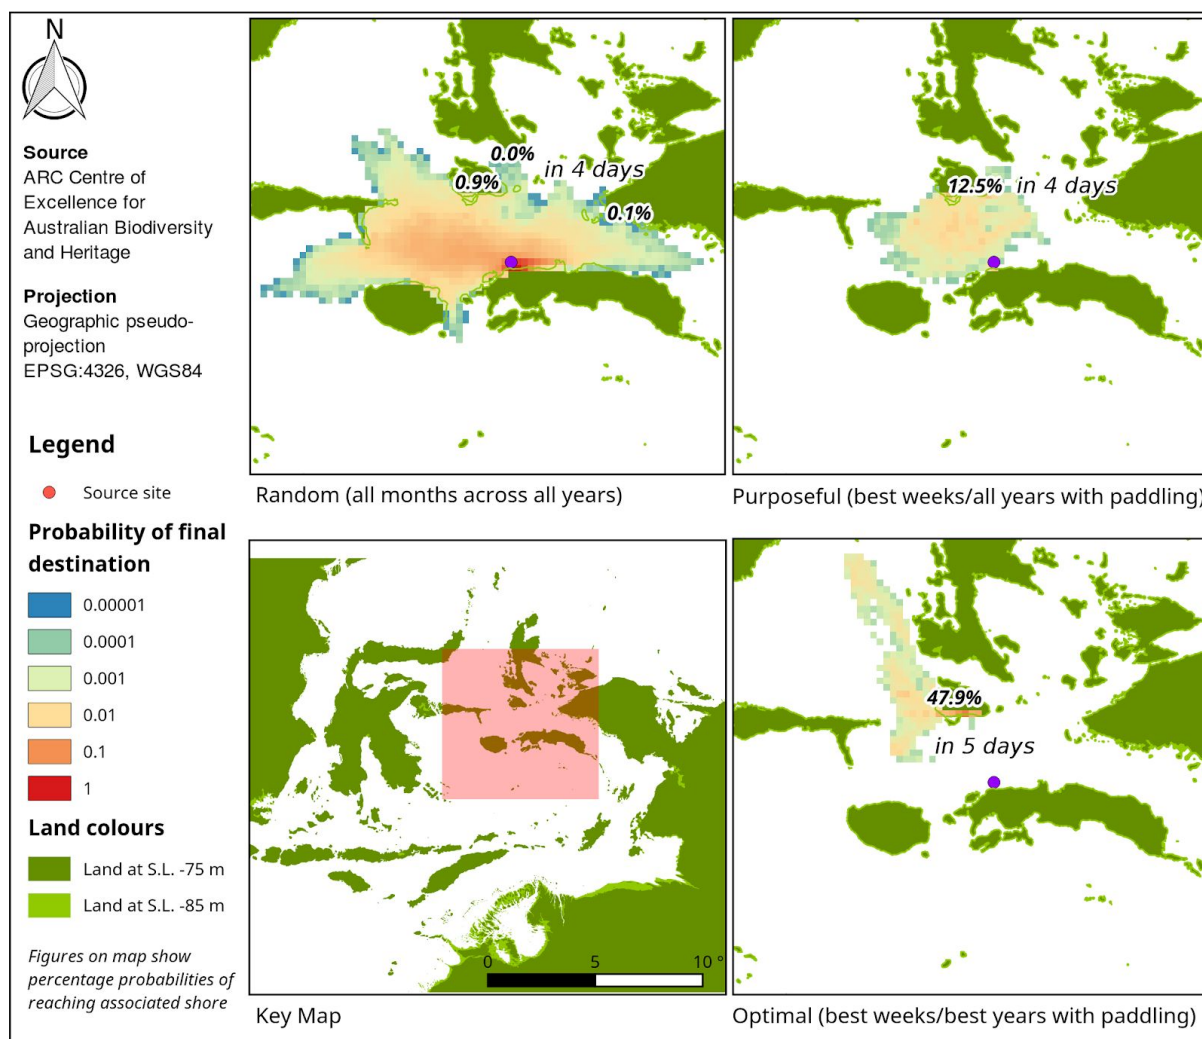 N
Source
ARC Centre of
Excellence for
Australian Biodiversity
and Heritage
Projection
Geographic pseudo-
projection
EPSG:4326, WGS84
Legend
Source site
Probability of final
destination
0.00001
0.0001
0.001
0.01
0.1
1
Land colours
Land at S.L. -75 m
Land at S.L. -85 m
Figures on map show
percentage probabilities of
reaching associated shore
0.0%
in 4 days
0.9%
0.1%
Random (all months across all years)
12.5% in 4 days
Purposeful (best weeks/all years with paddling)
0 5 10 °
Key Map
47.9%
in 5 days
Optimal (best weeks/best years with paddling)